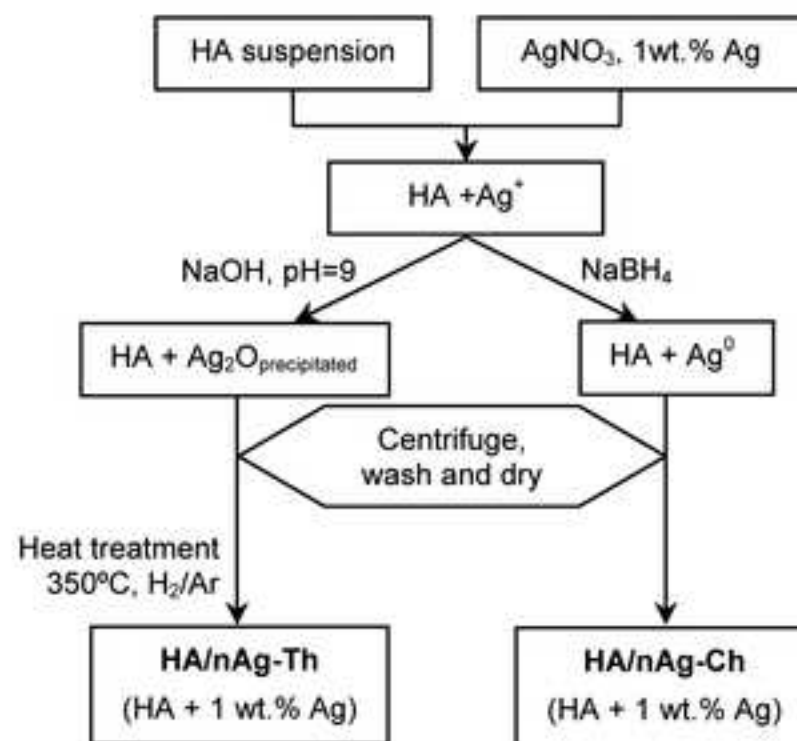 HA suspension
AgNO₃, 1wt.% Ag
HA +Ag⁺
NaOH, pH=9
NaBH₄
HA + Ag₂Oprecipitated
HA + Ag⁰
Centrifuge,
wash and dry
Heat treatment
350ºC, H₂/Ar
HA/nAg-Th
(HA + 1 wt.% Ag)
HA/nAg-Ch
(HA + 1 wt.% Ag)